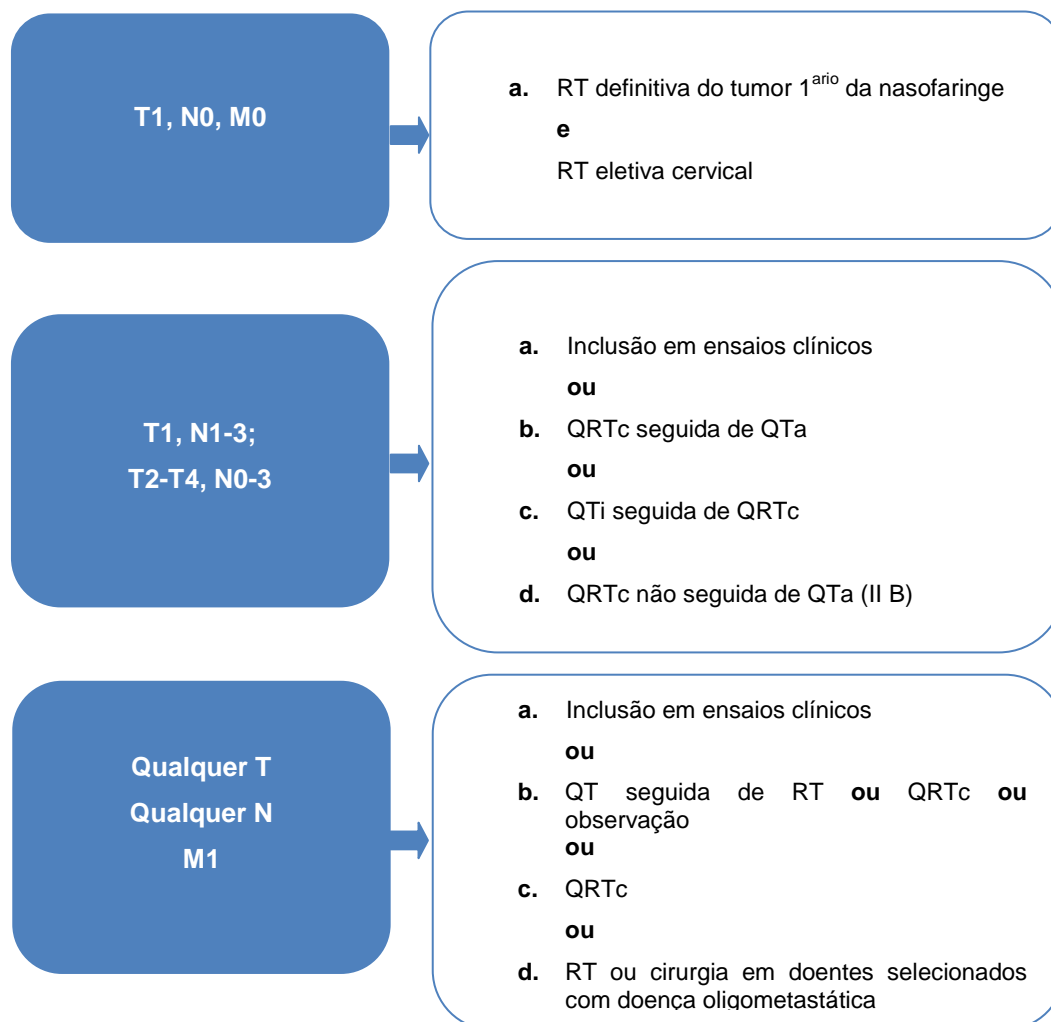 T1, N0, M0
a. RT definitiva do tumor 1ario da nasofaringe
e
RT eletiva cervical
T1, N1-3;
T2-T4, N0-3
a. Inclusão em ensaios clínicos
ou
b. QRTc seguida de QTa
ou
c. QTi seguida de QRTc
ou
d. QRTc não seguida de QTa (II B)
Qualquer T
Qualquer N
M1
a. Inclusão em ensaios clínicos
ou
b. QT seguida de RT ou QRTc ou
observação
ou
c. QRTc
ou
d. RT ou cirurgia em doentes selecionados
com doença oligometastática